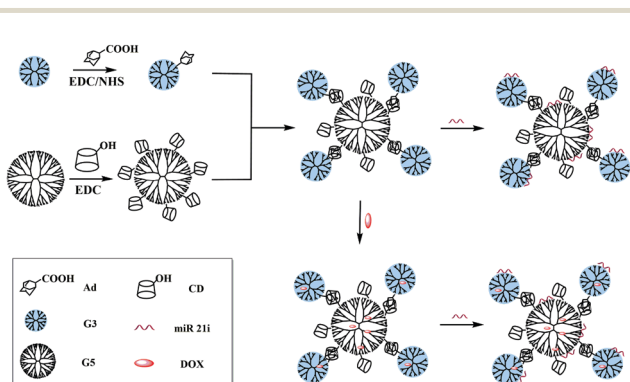 COOH
EDC/NHS
OH
EDC
COOH
Ad
OH
CD
G3
miR 21i
G5
DOX